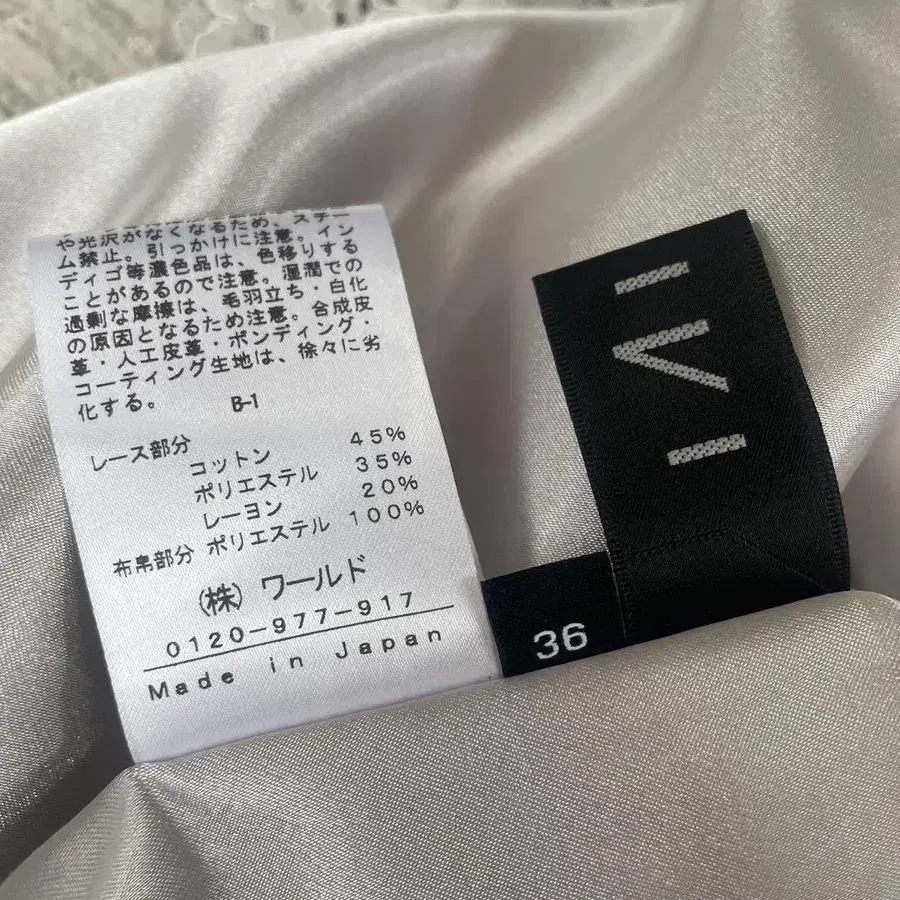 や光沢がなくなるため、スチー
ム禁止。引っかけに注意。イン
ディゴ等濃色品は、色移りする
ことがあるので注意。湿潤での
過剰な摩擦は、毛羽立ち・白化
の原因となるため注意。合成皮
革・人工皮革・ボンディング・
コーティング生地は、徐々に劣
化する。 B-1
レース部分
コットン 45%
ポリエステル 35%
レーヨン 20%
布帛部分 ポリエステル 100%
(株)ワールド
0120-977-917
Made in Japan
36
IVI